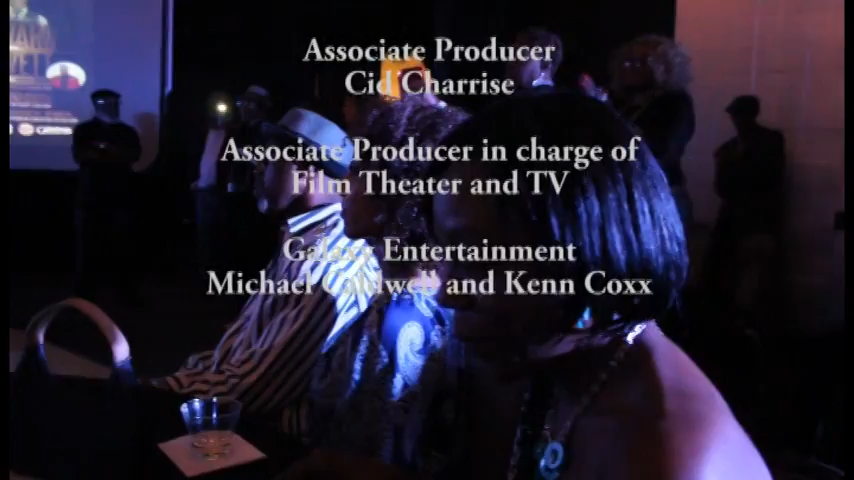 Associate Producer
Cid Charrise
Associate Producer in charge of
Film Theater and TV
Galaxy Entertainment
Michael Caldwell and Kenn Coxx